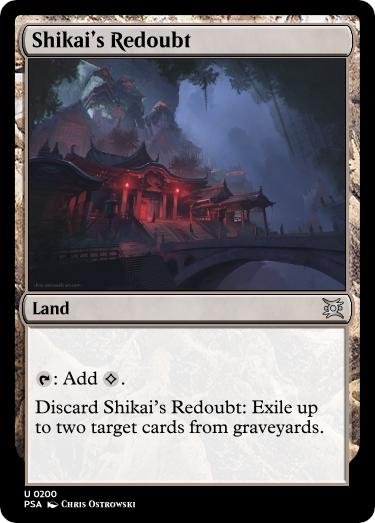 Shikai's Redoubt
Land
: Add .
Discard Shikai's Redoubt: Exile up
to two target cards from graveyards.
U 0200
PSA Chris Ostrowski